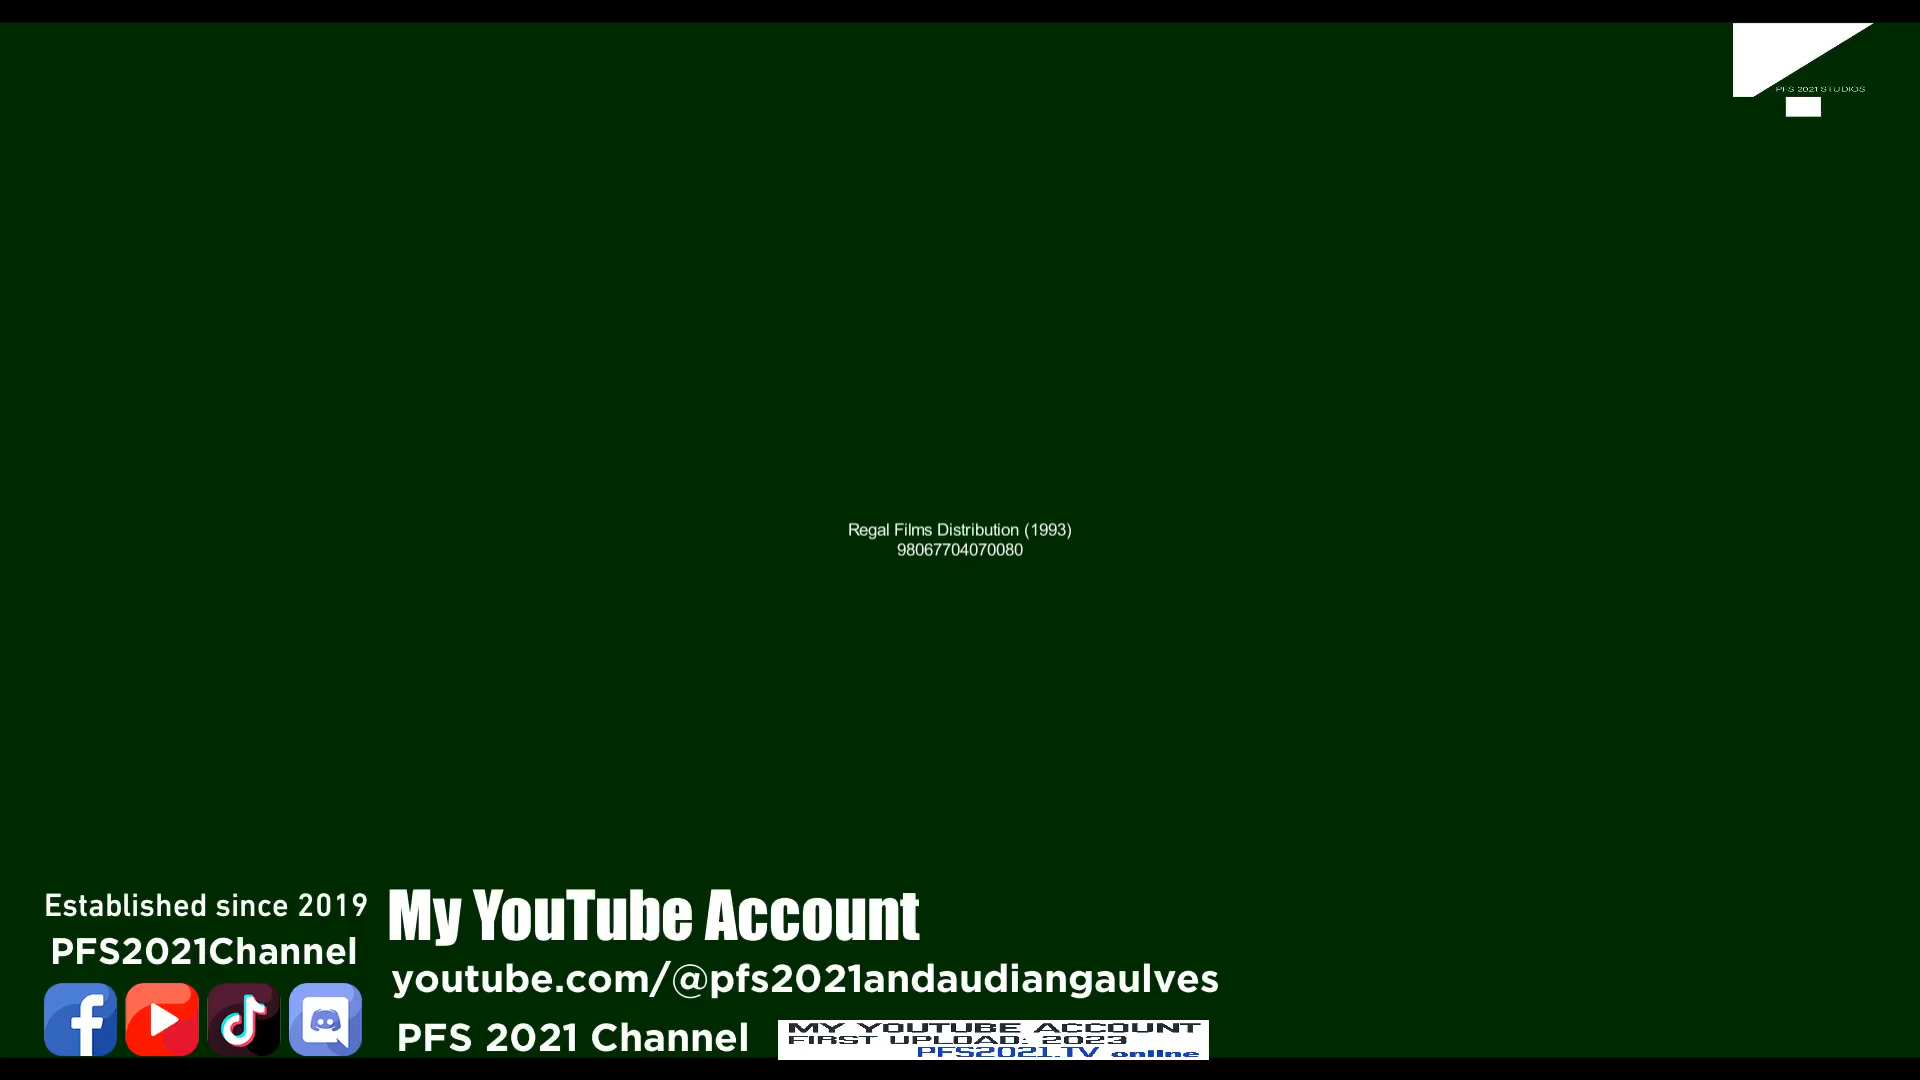 PFS 2021 STUDIOS
Regal Films Distribution (1993)
98067704070080
Established since 2019
PFS2021Channel
My YouTube Account
youtube.com/@pfs2021andaudiangaulves
PFS 2021 Channel
MY YOUTUBE ACCOUNT
FIRST UPLOAD: 2023
PFS2021.TV online